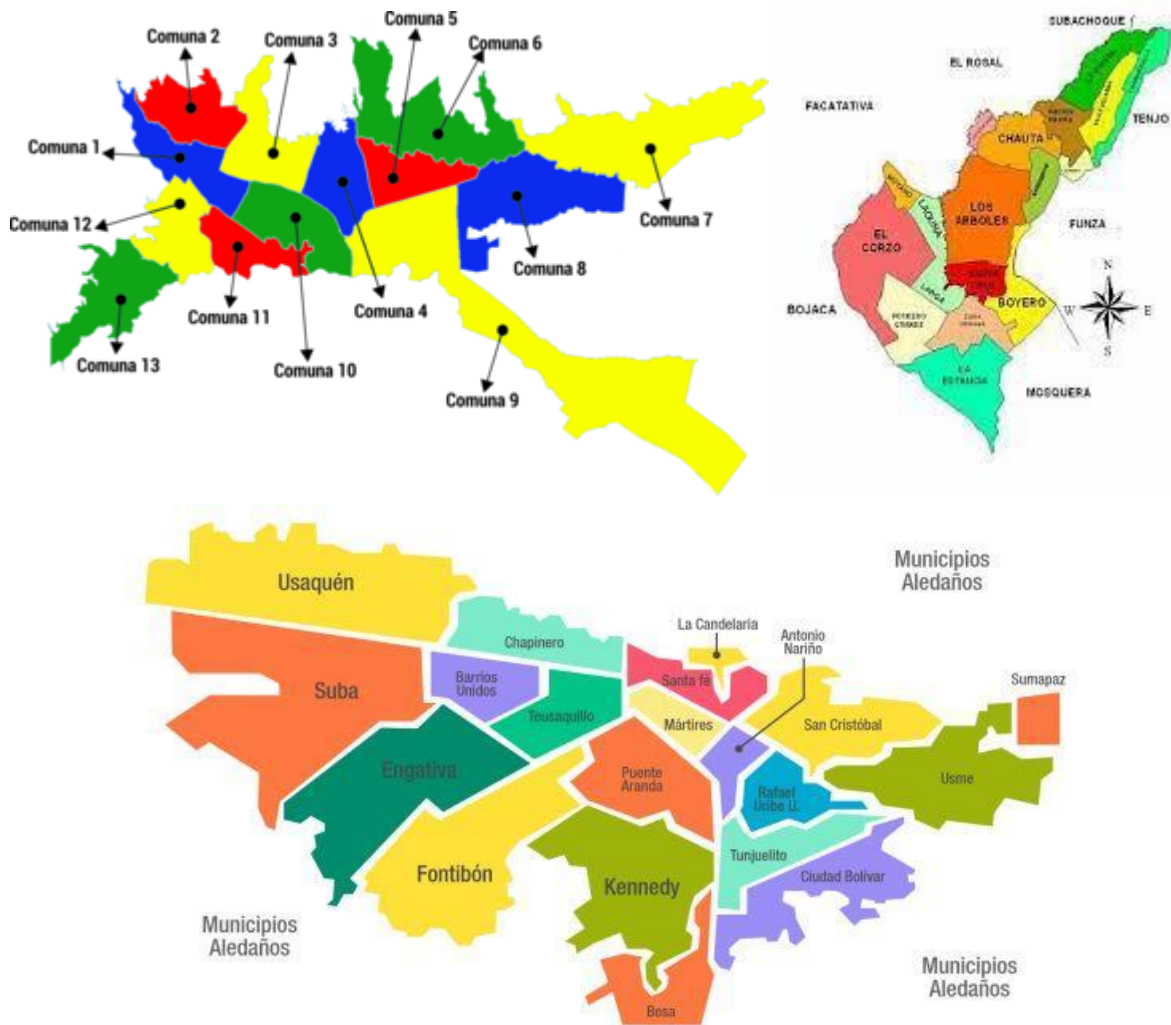 Comuna 2
Comuna 3
Comuna 5
Comuna 6
Comuna 1
Comuna 12
Comuna 7
Comuna 8
Comuna 11
Comuna 4
Comuna 13
Comuna 10
Comuna 9
SUBACHOQUE
EL ROSAL
FACATATIVA
TENJO
CHAUTA
LOS
ARBOLES
FUNZA
EL
CORZO
LAGUNA
LARGA
BOJACA
BOYERO
N
W
E
S
LA
ESTANCIA
MOSQUERA
Municipios
Aledaños
Usaquén
La Candelaria
Antonio
Nariño
Chapinero
Santa fé
Sumapaz
Suba
Barrios
Unidos
Teusaquillo
Mártires
San Cristóbal
Engativa
Puente
Aranda
Rafael
Uribe U.
Usme
Fontibón
Kennedy
Tunjuelito
Ciudad Bolívar
Municipios
Aledaños
Municipios
Aledaños
Bosa